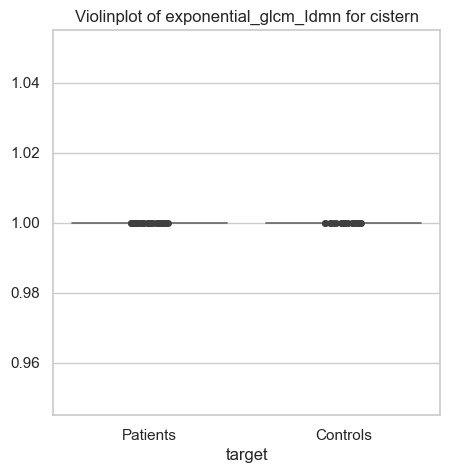 Violinplot of exponential_glcm_Idmn for cistern
1.04
1.02
1.00
0.98
0.96
Patients Controls
target